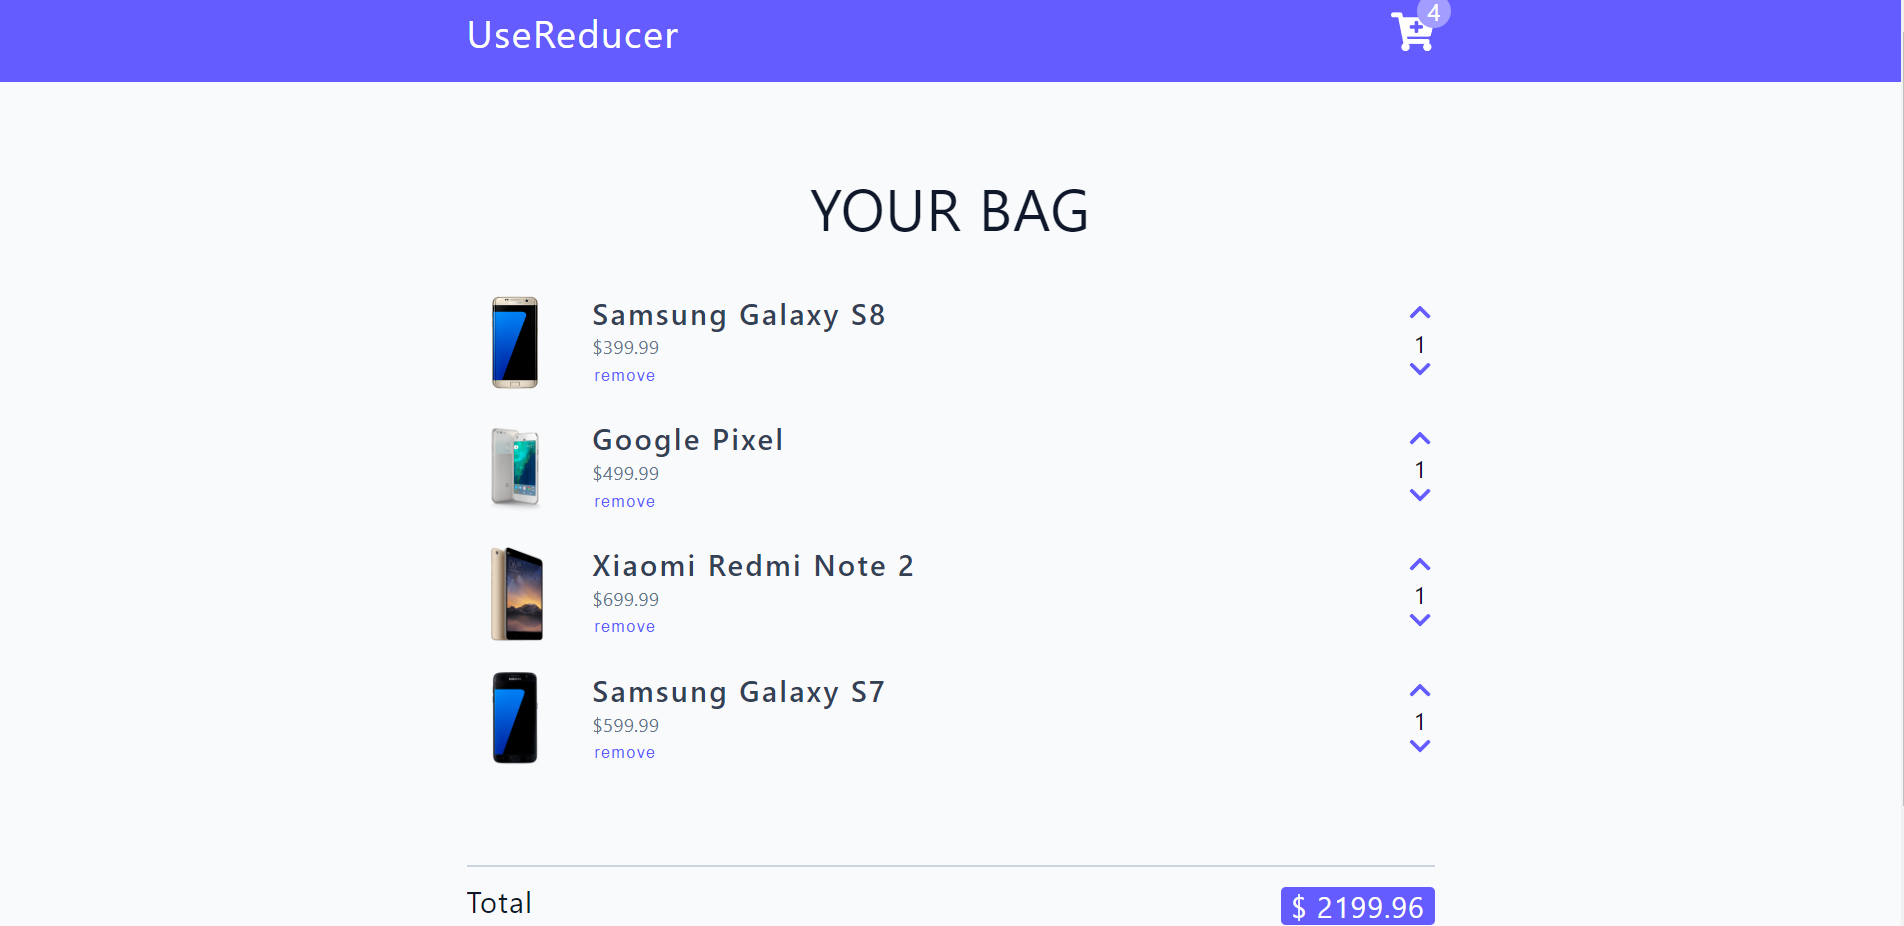 UseReducer
4
YOUR BAG
Samsung Galaxy S8
$399.99
remove
1
Google Pixel
$499.99
remove
1
Xiaomi Redmi Note 2
$699.99
remove
1
Samsung Galaxy S7
$599.99
remove
1
Total
$ 2199.96